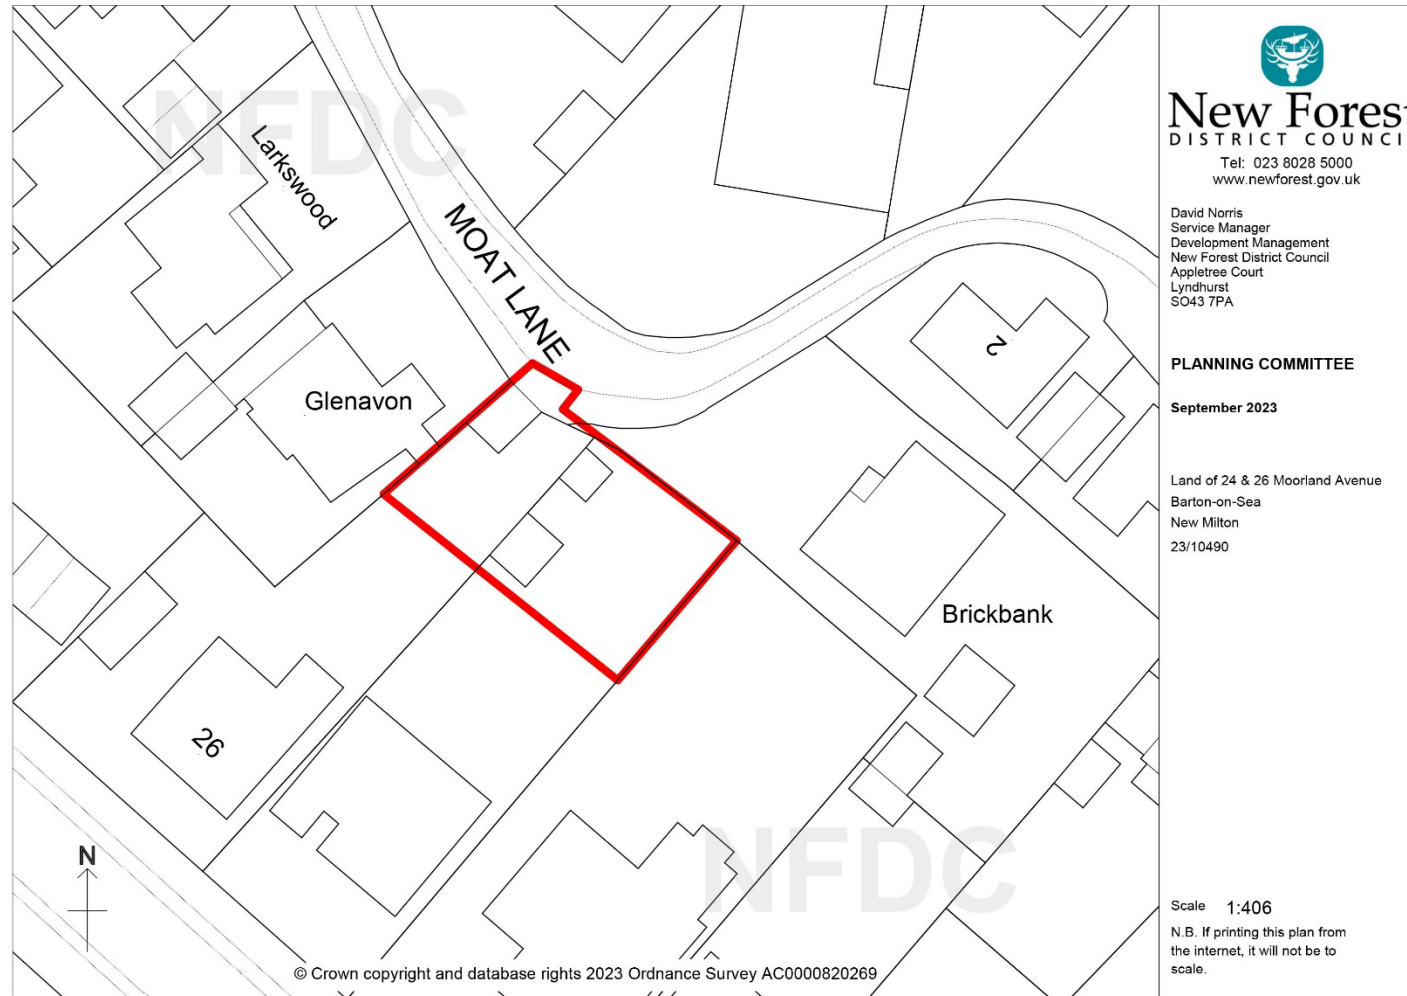 NFDC
Larkswood
MOAT LANE
Glenavon
2
Brickbank
26
N
NFDC
© Crown copyright and database rights 2023 Ordnance Survey AC0000820269
New Forest
DISTRICT COUNCI
Tel: 023 8028 5000
www.newforest.gov.uk
David Norris
Service Manager
Development Management
New Forest District Council
Appletree Court
Lyndhurst
SO43 7PA
PLANNING COMMITTEE
September 2023
Land of 24 & 26 Moorland Avenue
Barton-on-Sea
New Milton
23/10490
Scale 1:406
N.B. If printing this plan from
the internet, it will not be to
scale.